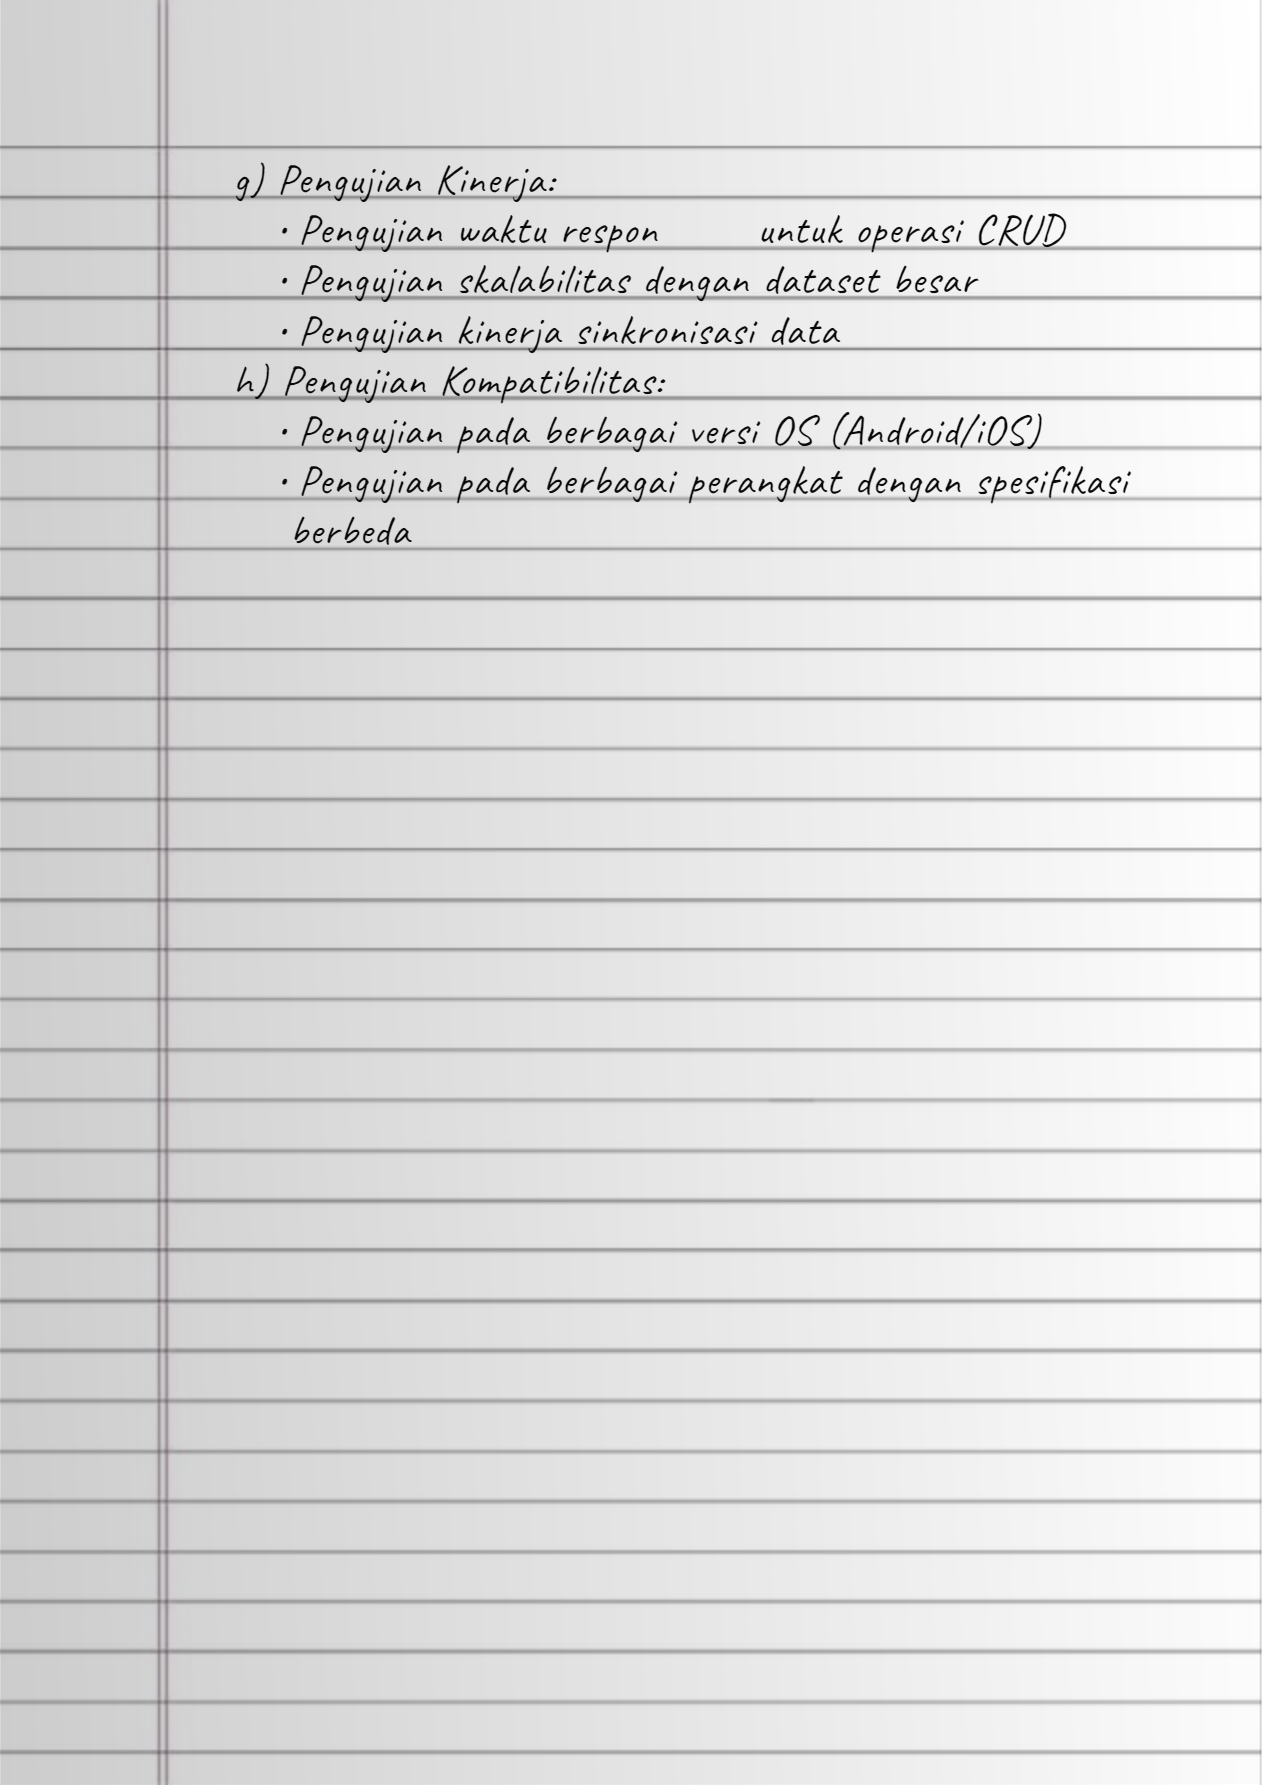 g) Pengujian Kinerja:
• Pengujian waktu respon untuk operasi CRUD
• Pengujian skalabilitas dengan dataset besar
• Pengujian kinerja sinkronisasi data
h) Pengujian Kompatibilitas:
• Pengujian pada berbagai versi OS (Android/iOS)
• Pengujian pada berbagai perangkat dengan spesifikasi
berbeda